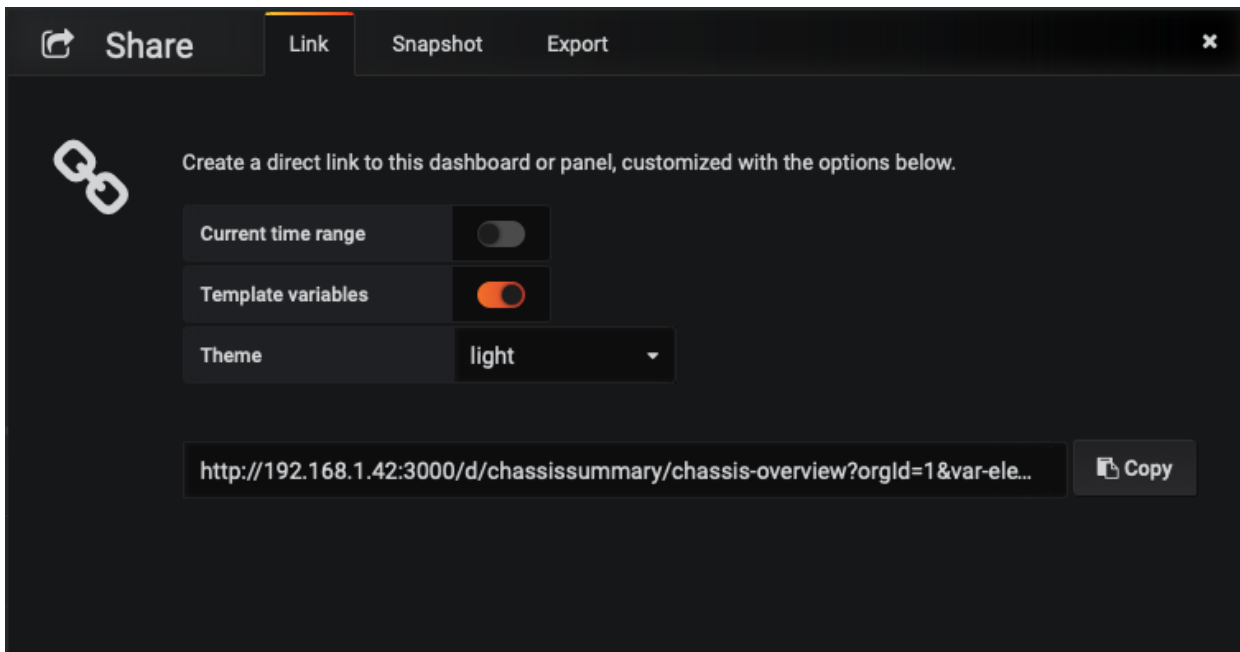 Share Link Snapshot Export ×
Create a direct link to this dashboard or panel, customized with the options below.
Current time range
Template variables
Theme light
http://192.168.1.42:3000/d/chassissummary/chassis-overview?orgId=1&var-ele... Copy